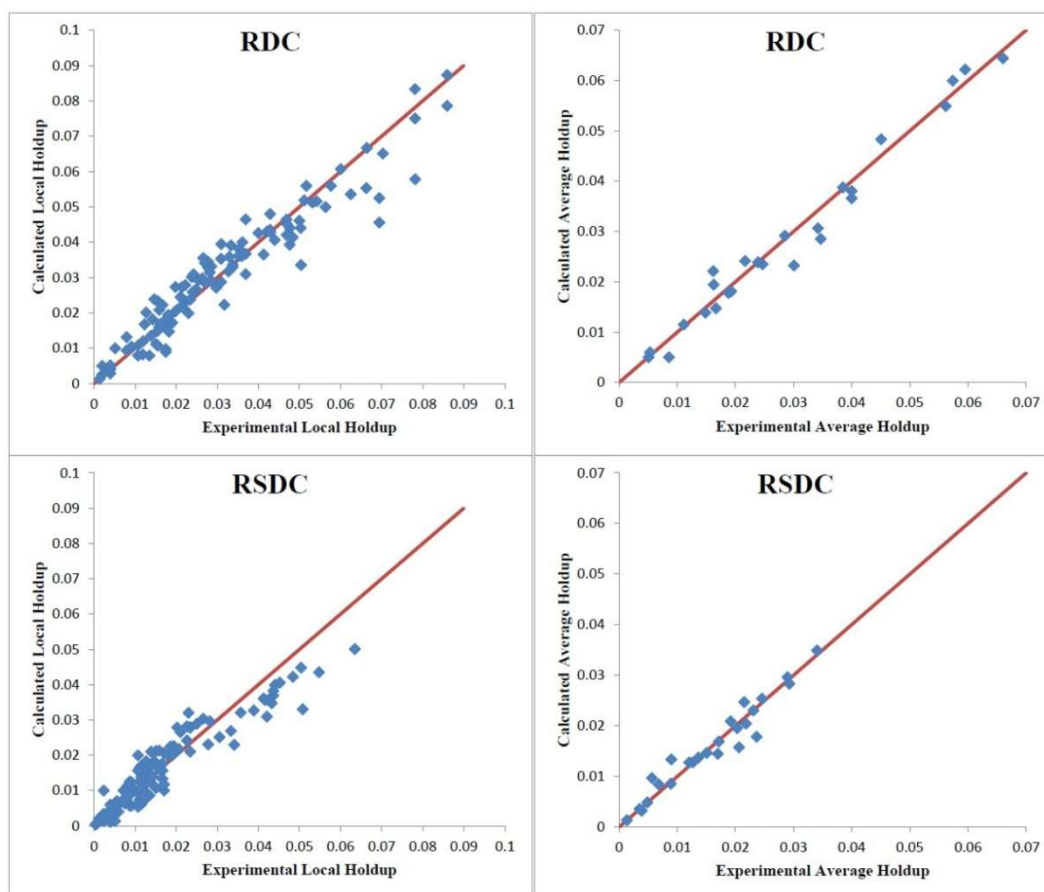 RDC
0.1
0.09
0.08
0.07
0.06
0.05
0.04
0.03
0.02
0.01
0
Calculated Local Holdup
0 0.01 0.02 0.03 0.04 0.05 0.06 0.07 0.08 0.09 0.1
Experimental Local Holdup
RDC
0.07
0.06
0.05
0.04
0.03
0.02
0.01
0
Calculated Average Holdup
0 0.01 0.02 0.03 0.04 0.05 0.06 0.07
Experimental Average Holdup
RSDC
0.1
0.09
0.08
0.07
0.06
0.05
0.04
0.03
0.02
0.01
0
Calculated Local Holdup
0 0.01 0.02 0.03 0.04 0.05 0.06 0.07 0.08 0.09 0.1
Experimental Local Holdup
RSDC
0.07
0.06
0.05
0.04
0.03
0.02
0.01
0
Calculated Average Holdup
0 0.01 0.02 0.03 0.04 0.05 0.06 0.07
Experimental Average Holdup